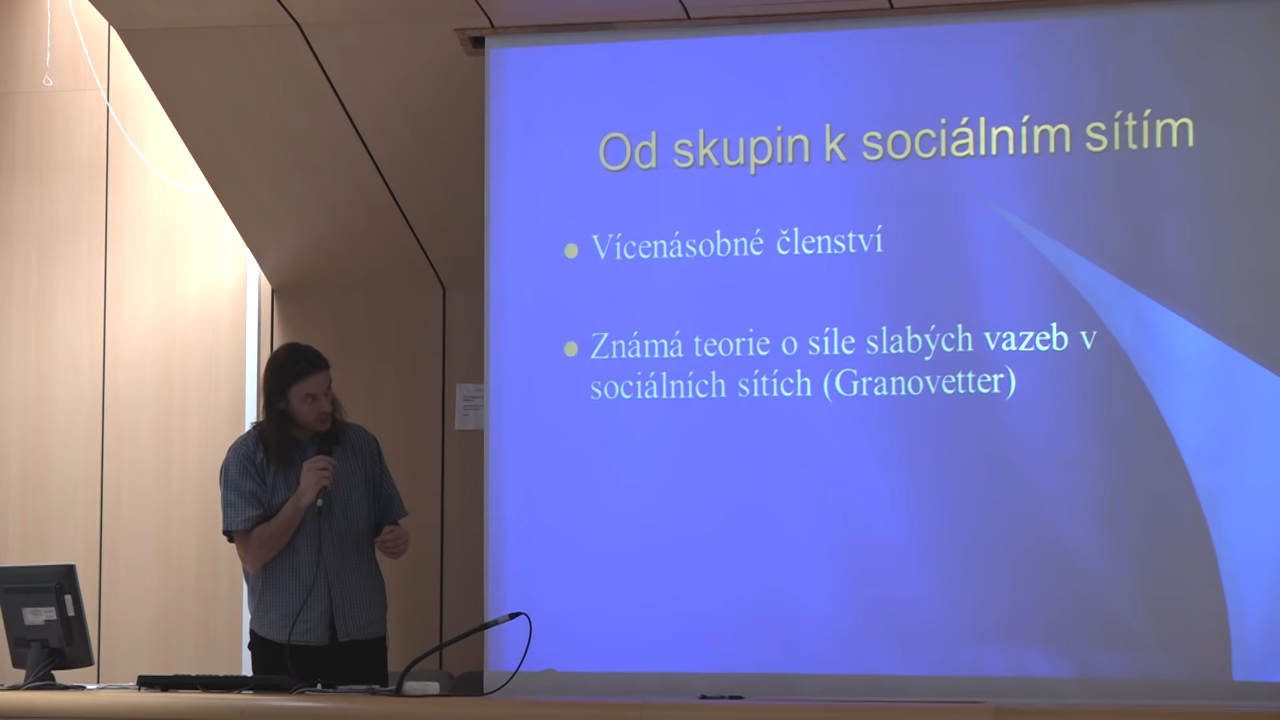 Od skupin k sociálním sítím
Vícenásobné členství
Známá teorie o síle slabých vazeb v
sociálních sítích (Granovetter)